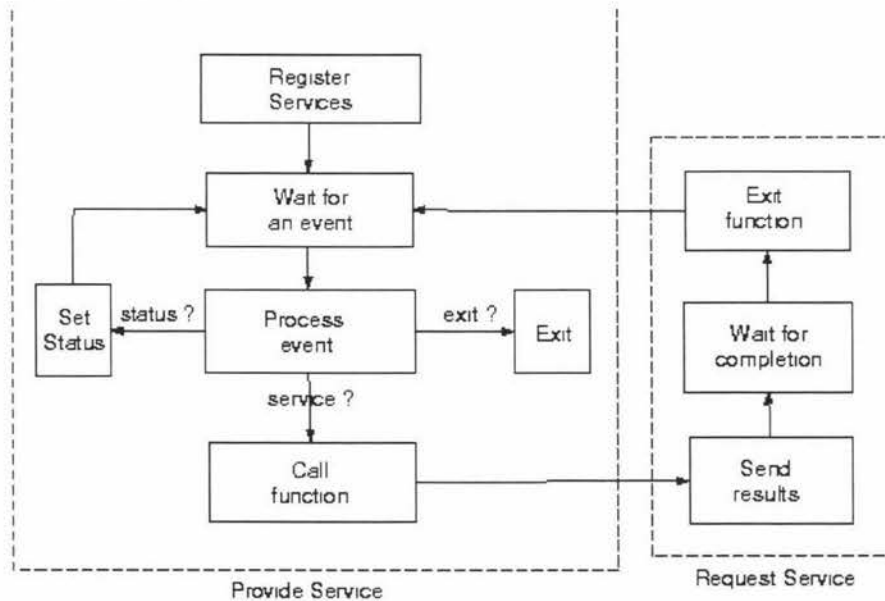 Register
Services
Wait for
an event
Exit
function
Set
Status
status ?
Process
event
exit ?
Exit
Wait for
completion
service ?
Call
function
Send
results
Provide Service
Request Service